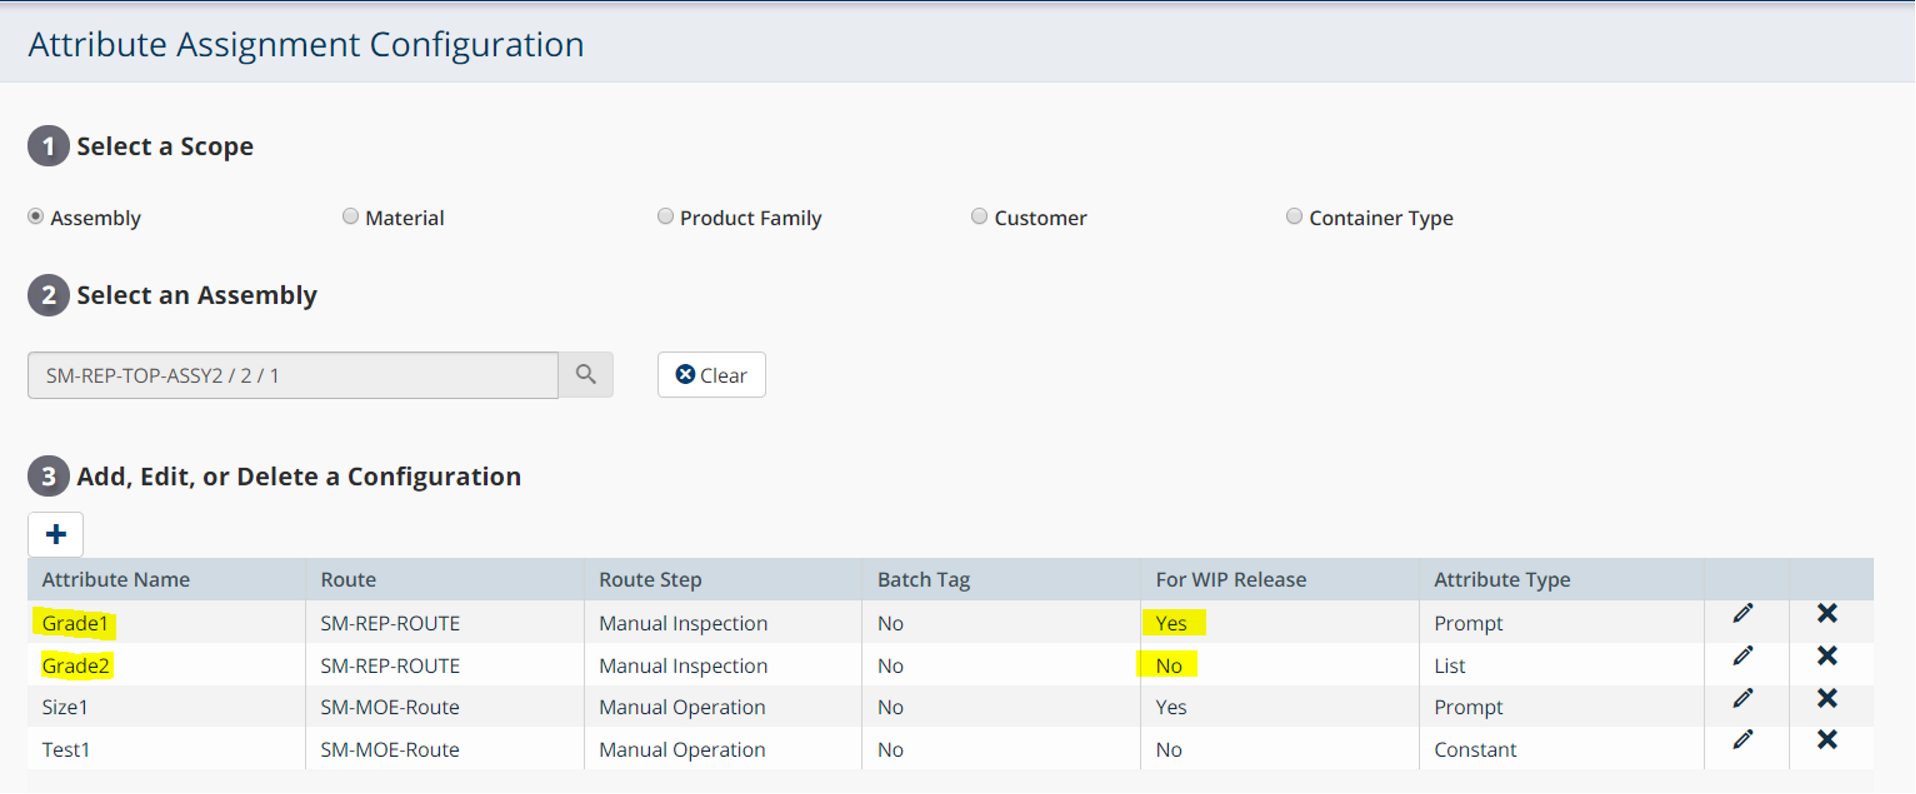 Attribute Assignment Configuration
1 Select a Scope
Assembly Material Product Family Customer Container Type
2 Select an Assembly
SM-REP-TOP-ASSY2 / 2 / 1 Clear
3 Add, Edit, or Delete a Configuration
Attribute Name Route Route Step Batch Tag For WIP Release Attribute Type
Grade1 SM-REP-ROUTE Manual Inspection No Yes Prompt
Grade2 SM-REP-ROUTE Manual Inspection No No List
Size1 SM-MOE-Route Manual Operation No Yes Prompt
Test1 SM-MOE-Route Manual Operation No No Constant